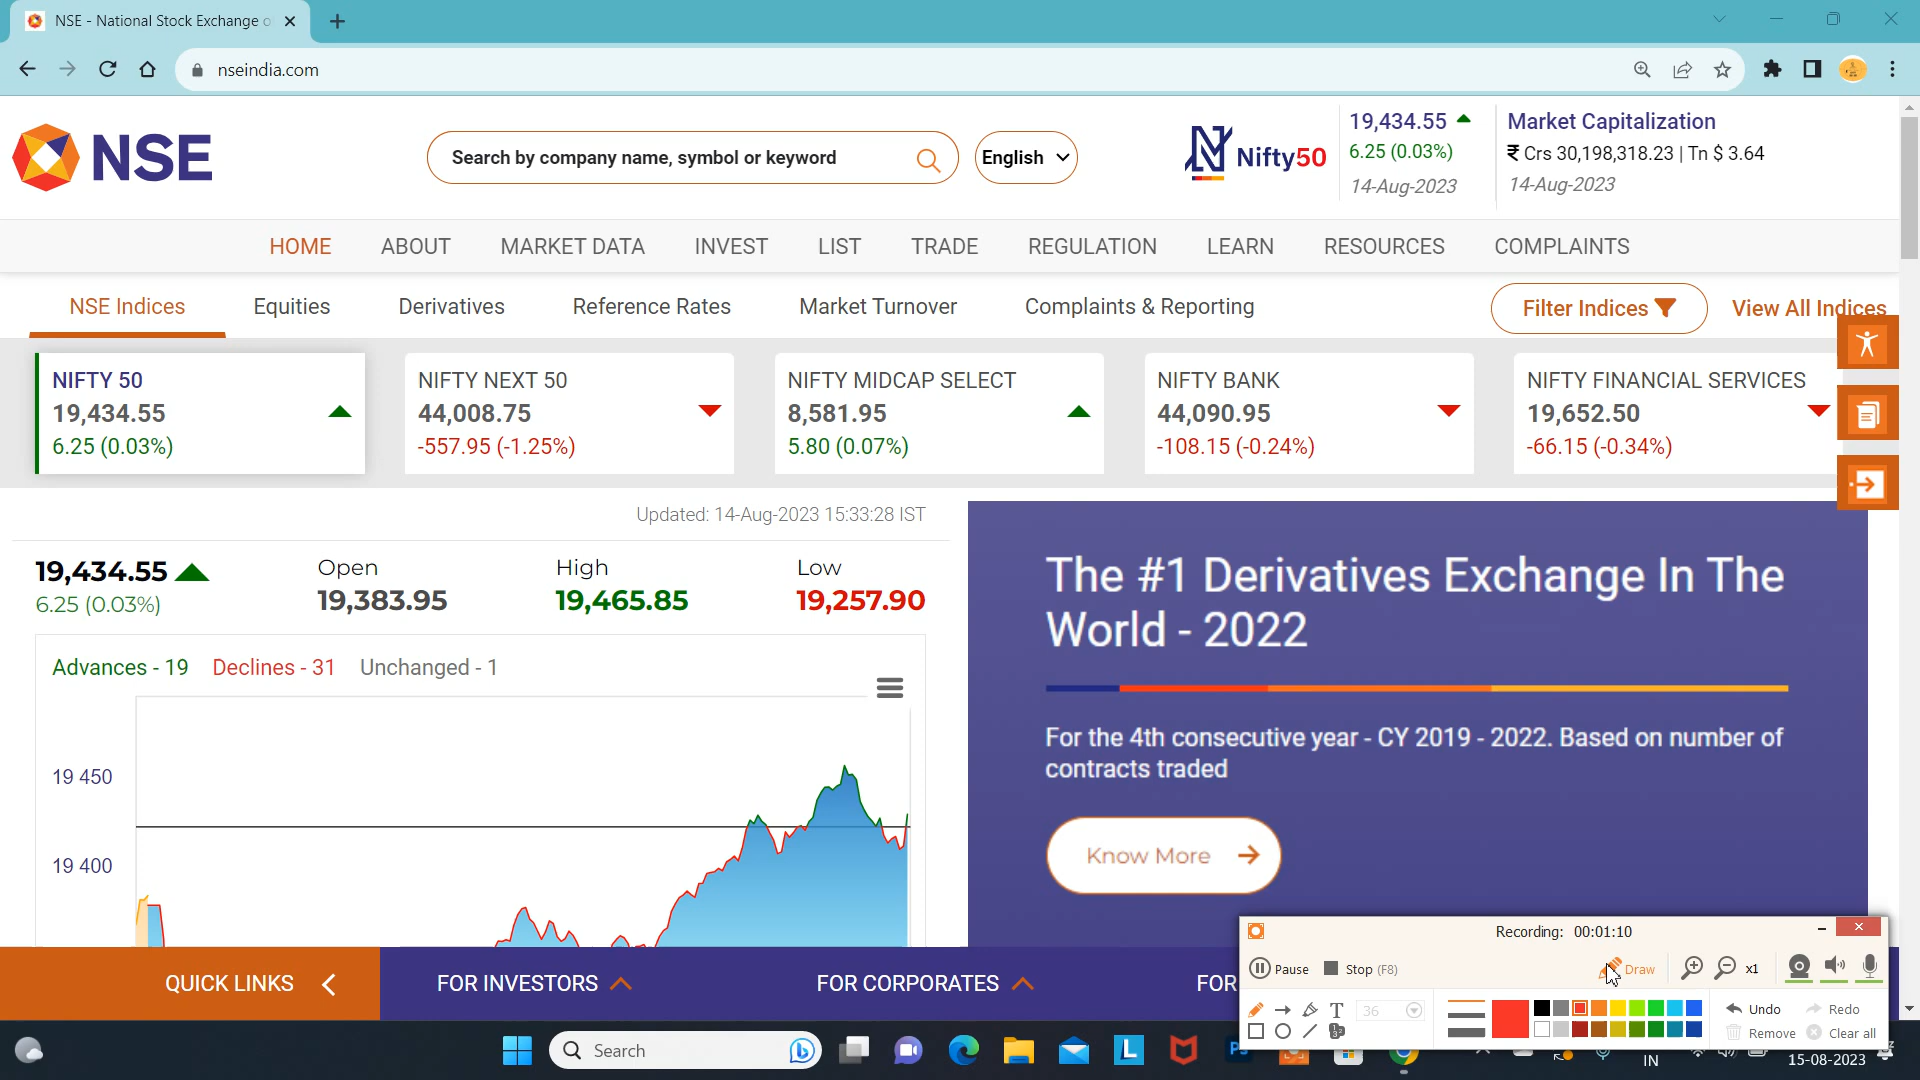 NSE - National Stock Exchange o
nseindia.com
NSE
Search by company name, symbol or keyword
English
Nifty50
19,434.55
6.25 (0.03%)
14-Aug-2023
Market Capitalization
₹ Crs 30,198,318.23 | Tn $ 3.64
14-Aug-2023
HOME ABOUT MARKET DATA INVEST LIST TRADE REGULATION LEARN RESOURCES COMPLAINTS
NSE Indices Equities Derivatives Reference Rates Market Turnover Complaints & Reporting Filter Indices View All Indices
NIFTY 50
19,434.55
6.25 (0.03%)
NIFTY NEXT 50
44,008.75
-557.95 (-1.25%)
NIFTY MIDCAP SELECT
8,581.95
5.80 (0.07%)
NIFTY BANK
44,090.95
-108.15 (-0.24%)
NIFTY FINANCIAL SERVICES
19,652.50
-66.15 (-0.34%)
Updated: 14-Aug-2023 15:33:28 IST
19,434.55
6.25 (0.03%)
Open
19,383.95
High
19,465.85
Low
19,257.90
Advances - 19 Declines - 31 Unchanged - 1
19 450
19 400
The #1 Derivatives Exchange In The
World - 2022
For the 4th consecutive year - CY 2019 - 2022. Based on number of
contracts traded
Know More
QUICK LINKS FOR INVESTORS FOR CORPORATES FOR
Recording: 00:01:10
Pause Stop (F8) Draw x1
T 36 Undo Redo
Remove Clear all
Search
L
Ps
IN
15-08-2023